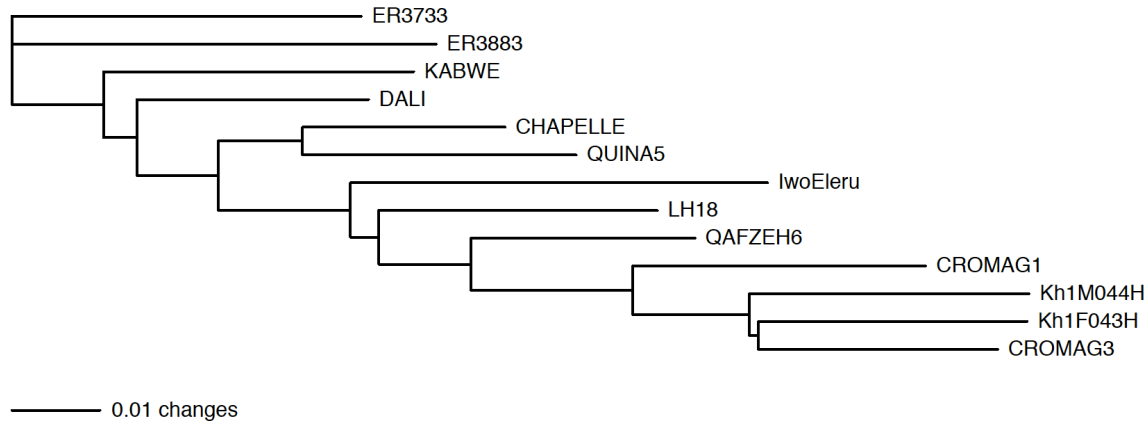 ER3733
ER3883
KABWE
DALI
CHAPELLE
QUINA5
IwoEleru
LH18
QAFZEH6
CROMAG1
Kh1M044H
Kh1F043H
CROMAG3
0.01 changes